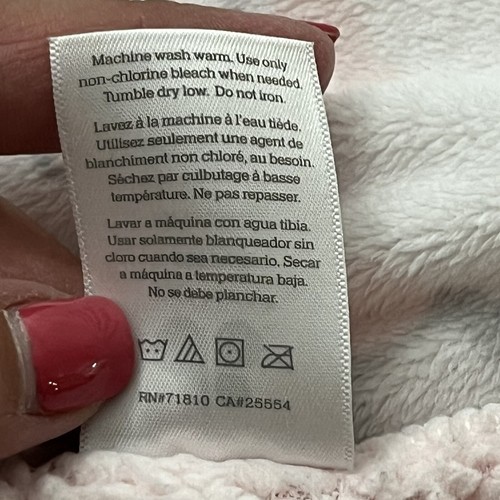 Machine wash warm. Use only
non-chlorine bleach when needed.
Tumble dry low. Do not iron.
Lavez à la machine à l'eau tiède.
Utilisez seulement une agent de
blanchiment non chloré, au besoin.
Séchez par culbutage à basse
température. Ne pas repasser.
Lavar a máquina con agua tibia.
Usar solamente blanqueador sin
cloro cuando sea necesario. Secar
a máquina a temperatura baja.
No se debe planchar.
RN#71810 CA#25554